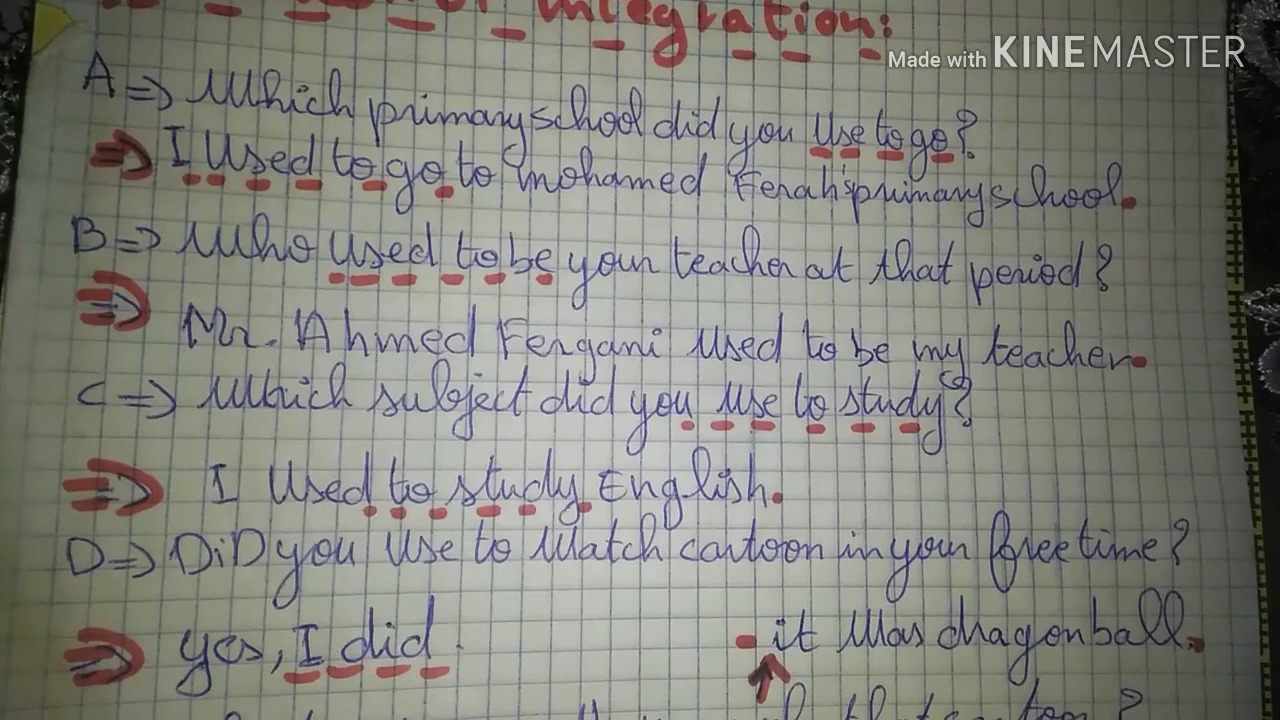 integration:
Made with KINEMASTER
A => Which primary school did you use to go?
=> I Used to go to mohamed Ferah's primary school.
B => Who used to be your teacher at that period?
=> Mr. Ahmed Fergani used to be my teacher.
C => Which subject did you use to study?
=> I Used to study English.
D => DiD you Use to Watch cartoon in your free time?
=> yes, I did. - it was dragon ball.